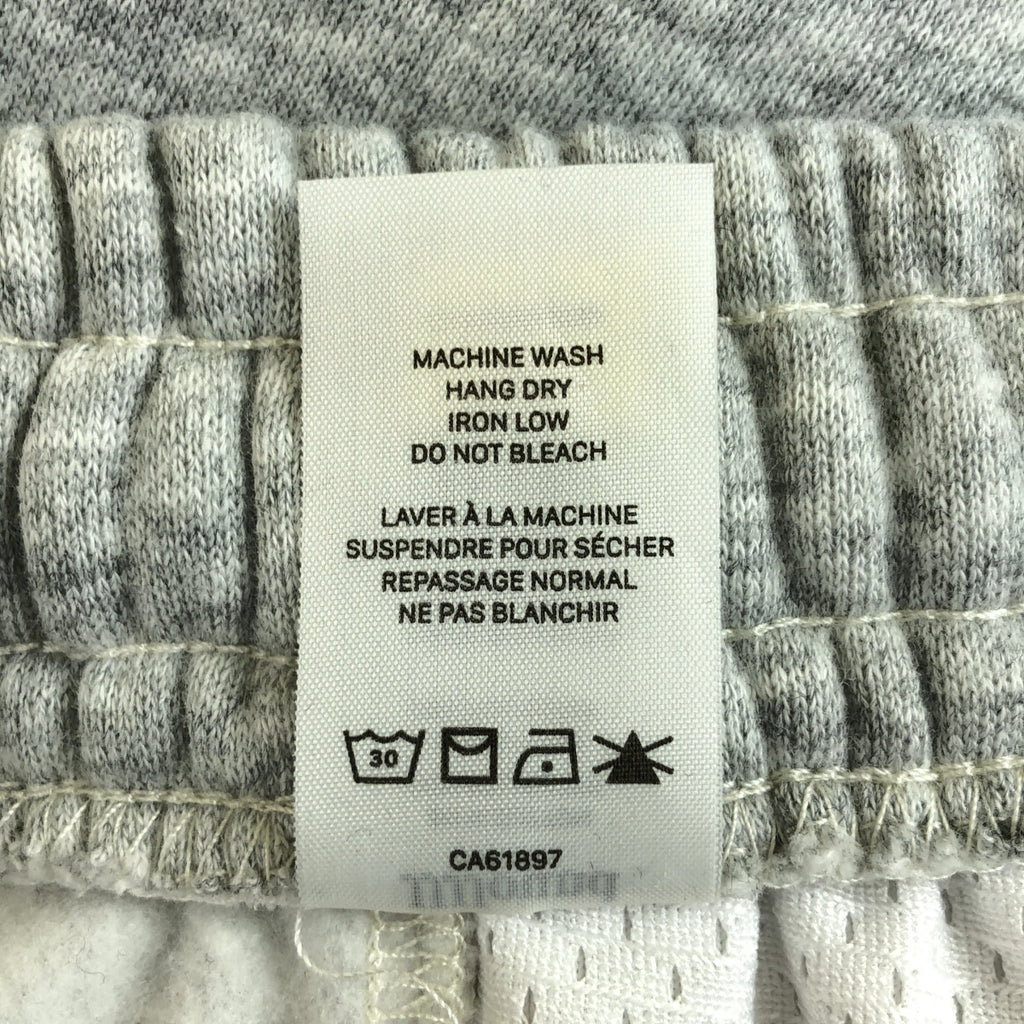 MACHINE WASH
HANG DRY
IRON LOW
DO NOT BLEACH
LAVER À LA MACHINE
SUSPENDRE POUR SÉCHER
REPASSAGE NORMAL
NE PAS BLANCHIR
30
CA61897